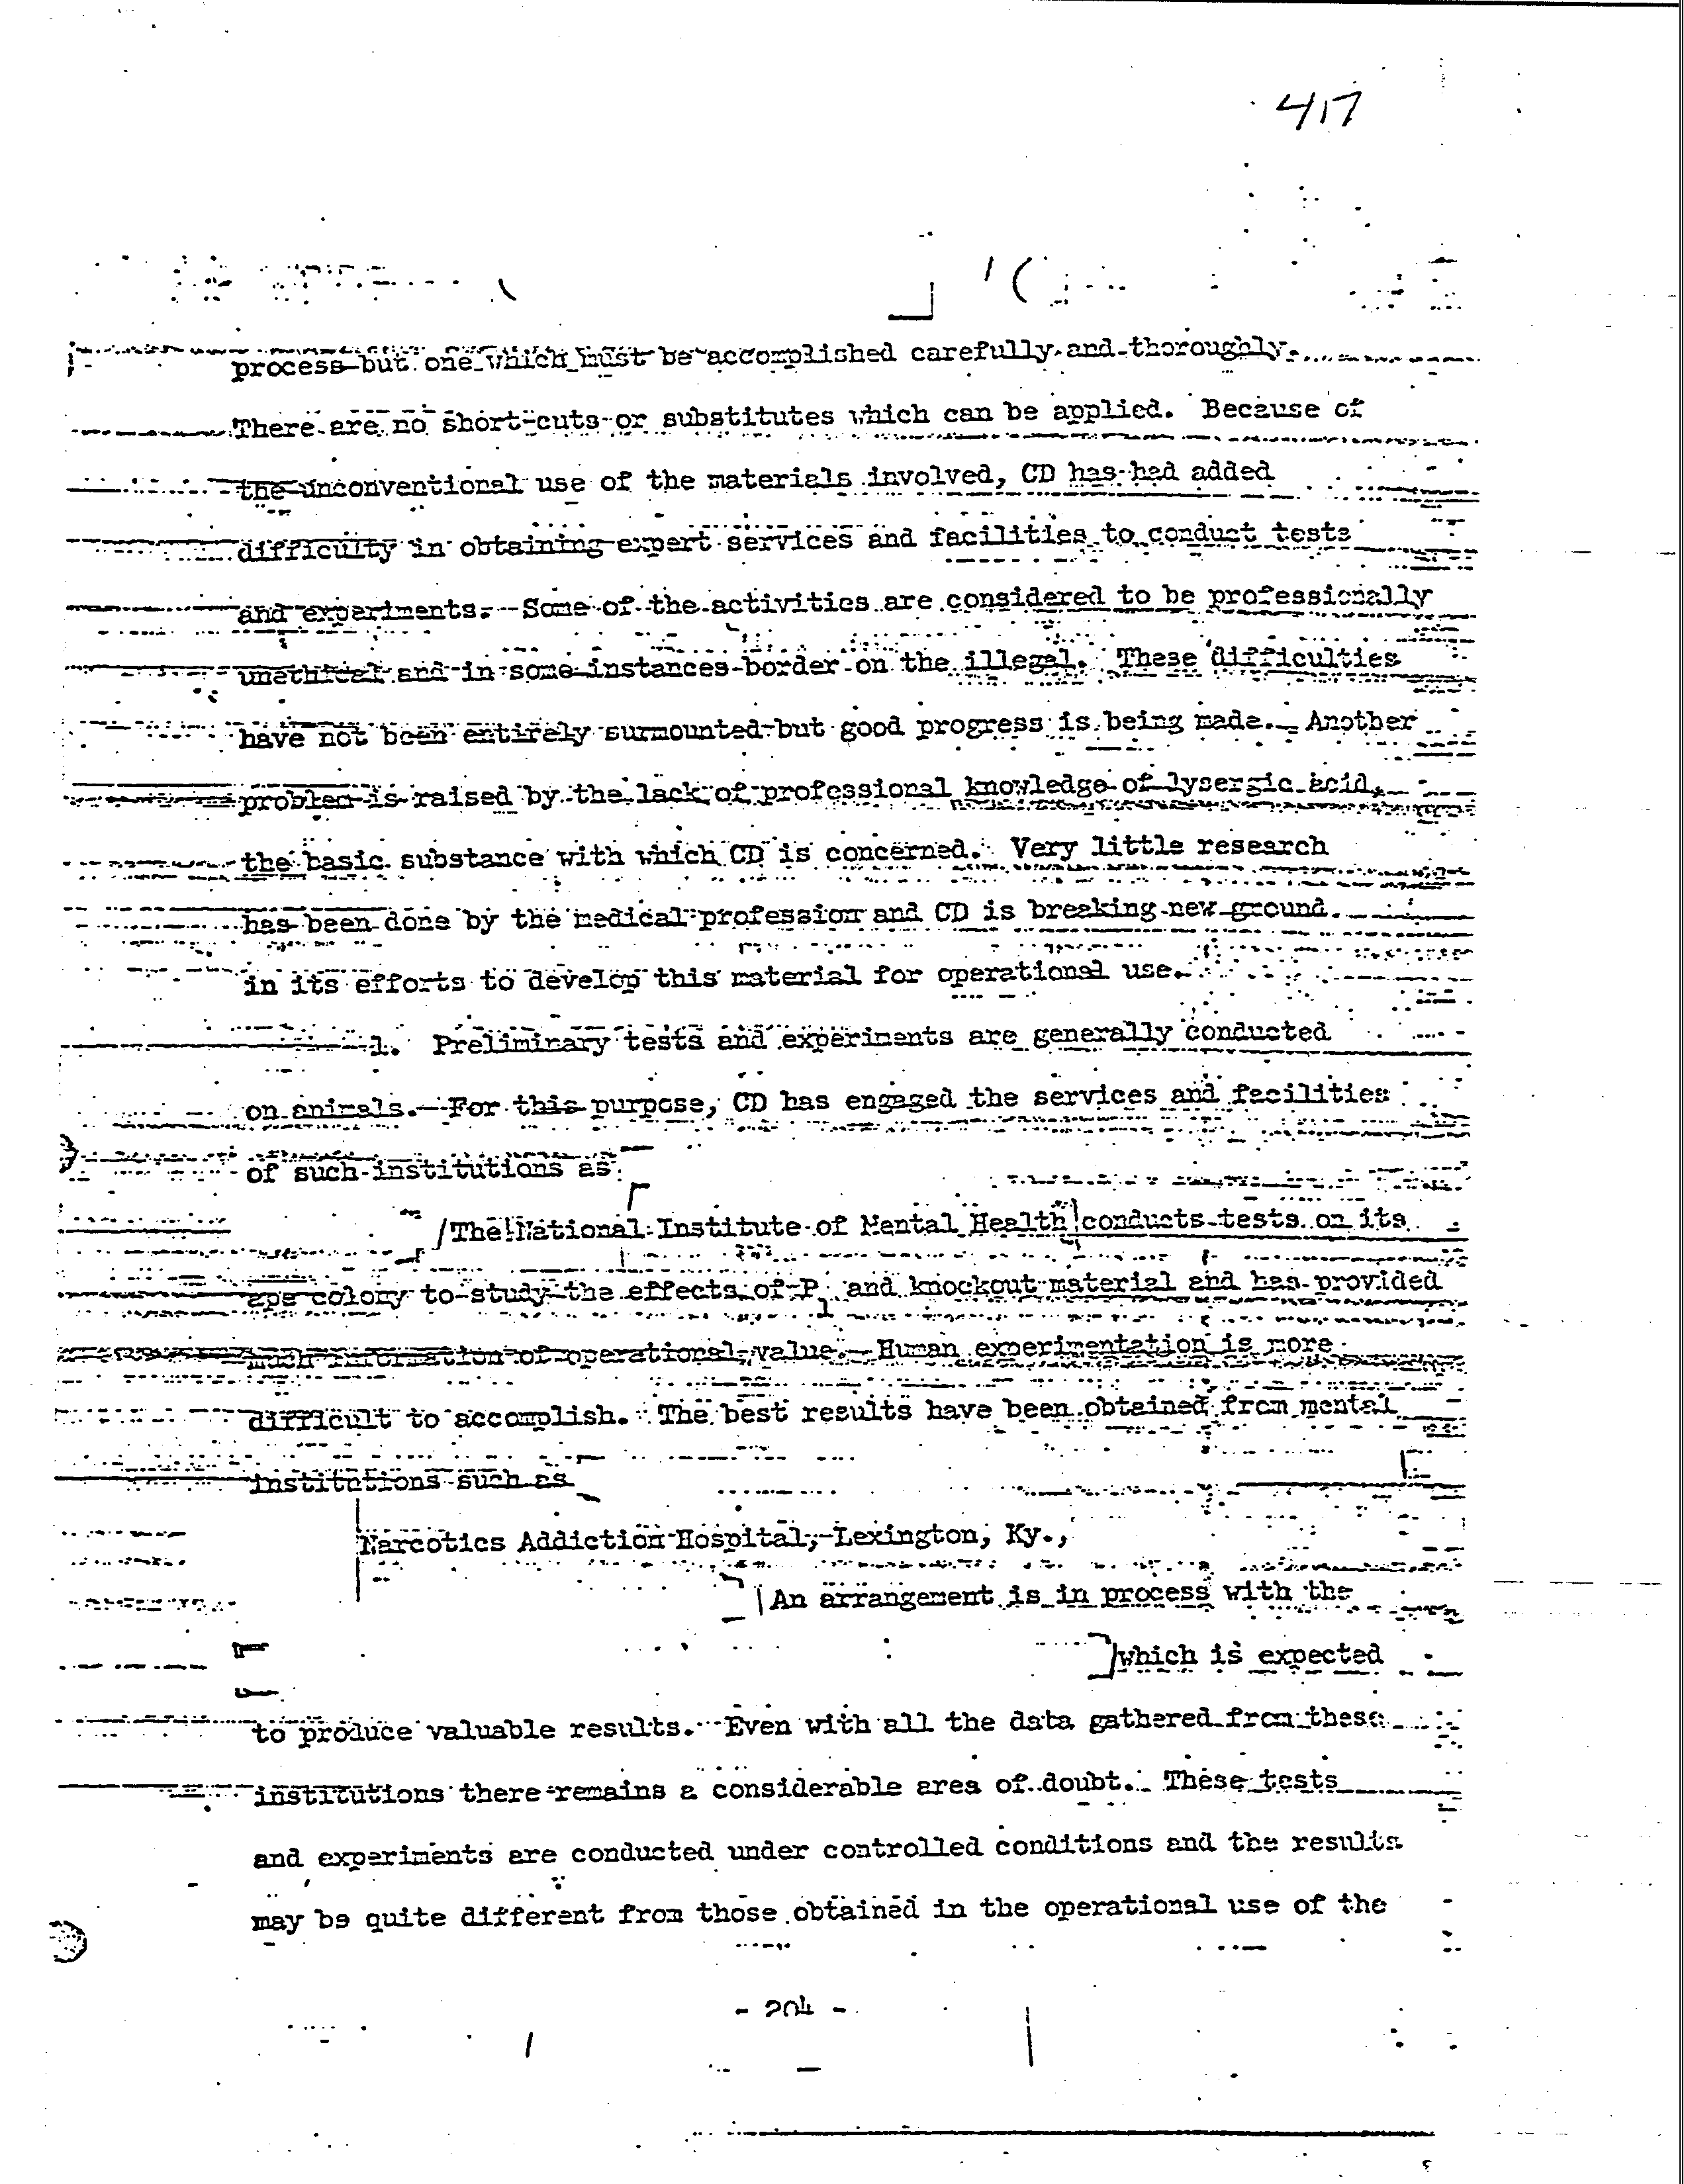 417
process but one which must be accomplished carefully and thoroughly.
There are no short-cuts or substitutes which can be applied. Because of
the unconventional use of the materials involved, CD has had added
difficulty in obtaining expert services and facilities to conduct tests
and experiments. Some of the activities are considered to be professionally
unethical and in some instances border on the illegal. These difficulties
have not been entirely surmounted but good progress is being made. Another
problem is raised by the lack of professional knowledge of lysergic acid,
the basic substance with which CD is concerned. Very little research
has been done by the medical profession and CD is breaking new ground
in its efforts to develop this material for operational use.
1. Preliminary tests and experiments are generally conducted
on animals. For this purpose, CD has engaged the services and facilities
of such institutions as
The National Institute of Mental Health conducts tests on its
ape colony to study the effects of P1 and knockout material and has provided
much information of operational value. Human experimentation is more
difficult to accomplish. The best results have been obtained from mental
institutions such as
Narcotics Addiction Hospital, Lexington, Ky.,
An arrangement is in process with the
which is expected
to produce valuable results. Even with all the data gathered from these
institutions there remains a considerable area of doubt. These tests
and experiments are conducted under controlled conditions and the results
may be quite different from those obtained in the operational use of the
- 204 -